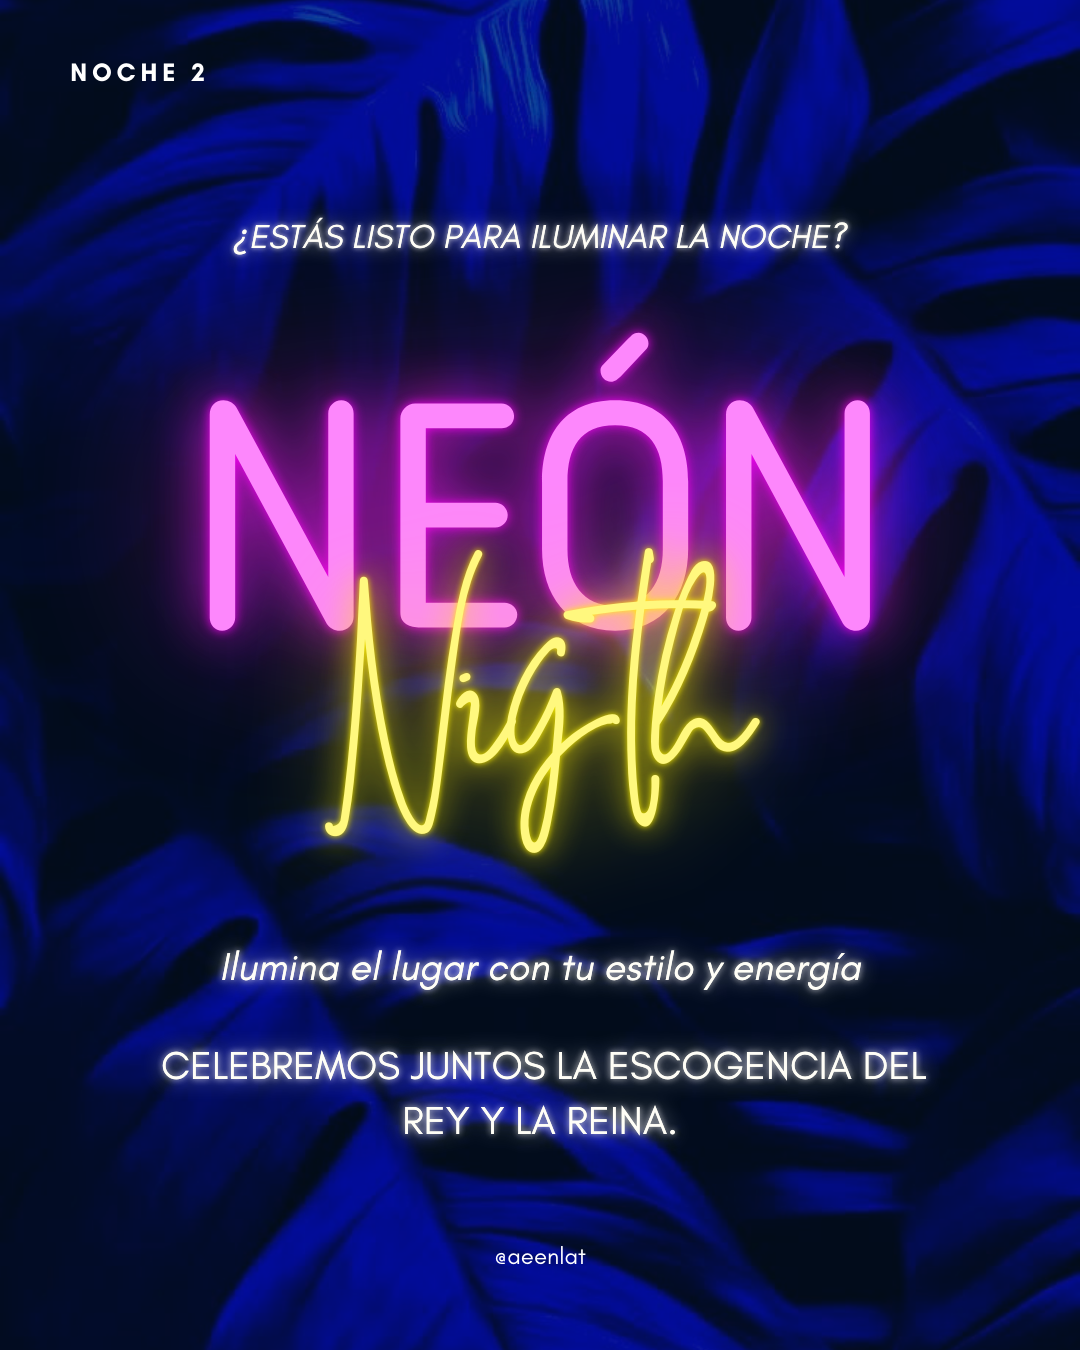 NOCHE 2
¿ESTÁS LISTO PARA ILUMINAR LA NOCHE?
NEÓN
Nigth
Ilumina el lugar con tu estilo y energía
CELEBREMOS JUNTOS LA ESCOGENCIA DEL
REY Y LA REINA.
@aeenlat